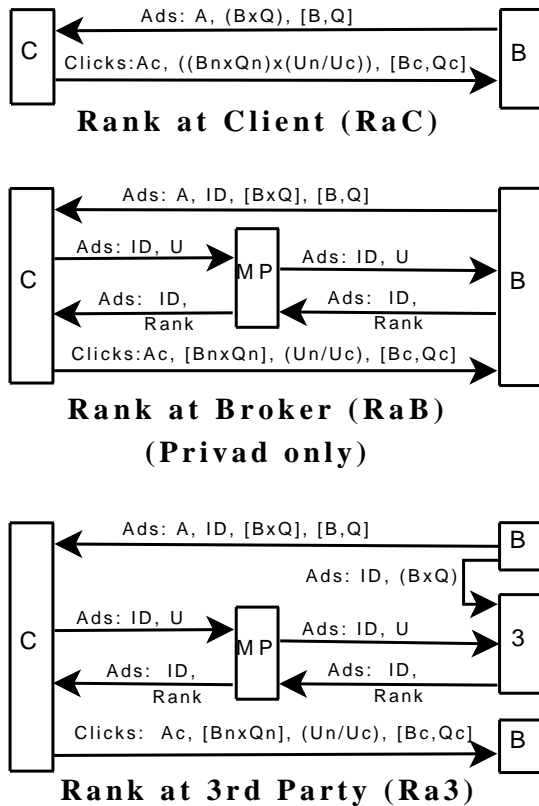 Ads: A, (BxQ), [B,Q]
C
B
Clicks:Ac, ((BnxQn)x(Un/Uc)), [Bc,Qc]
Rank at Client (RaC)
Ads: A, ID, [BxQ], [B,Q]
C
Ads: ID, U
MP
Ads: ID, U
B
Ads: ID,
Rank
Ads: ID,
Rank
Clicks:Ac, [BnxQn], (Un/Uc), [Bc,Qc]
Rank at Broker (RaB)
(Privad only)
Ads: A, ID, [BxQ], [B,Q]
B
Ads: ID, (BxQ)
C
Ads: ID, U
MP
Ads: ID, U
3
Ads: ID,
Rank
Ads: ID,
Rank
Clicks: Ac, [BnxQn], (Un/Uc), [Bc,Qc]
B
Rank at 3rd Party (Ra3)